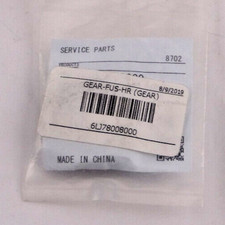 SERVICE PARTS
8702
GEAR-FUS-HR (GEAR)
8/9/2010
6LJ78008000
MADE IN CHINA